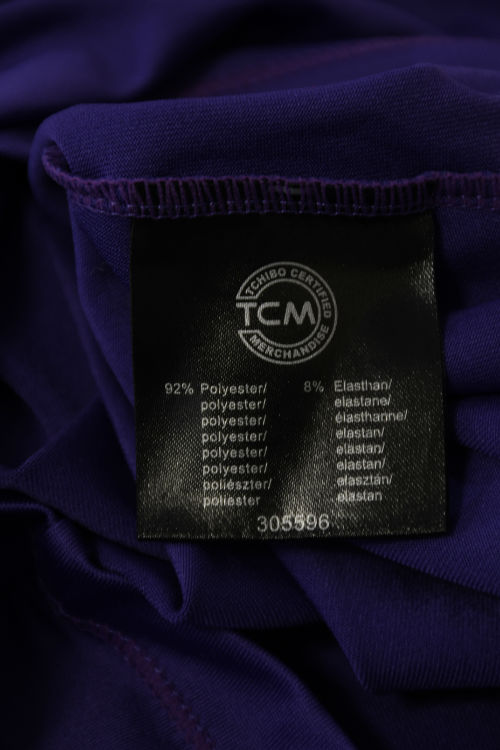 TCHIBO CERTIFIED
TCM
MERCHANDISE
92% Polyester/ 8% Elasthan/
polyester/ elastane/
polyester/ élasthanne/
polyester/ elastan/
polyester/ elastan/
polyester/ elastan/
poliészter/ elasztán/
poliester elastan
305596